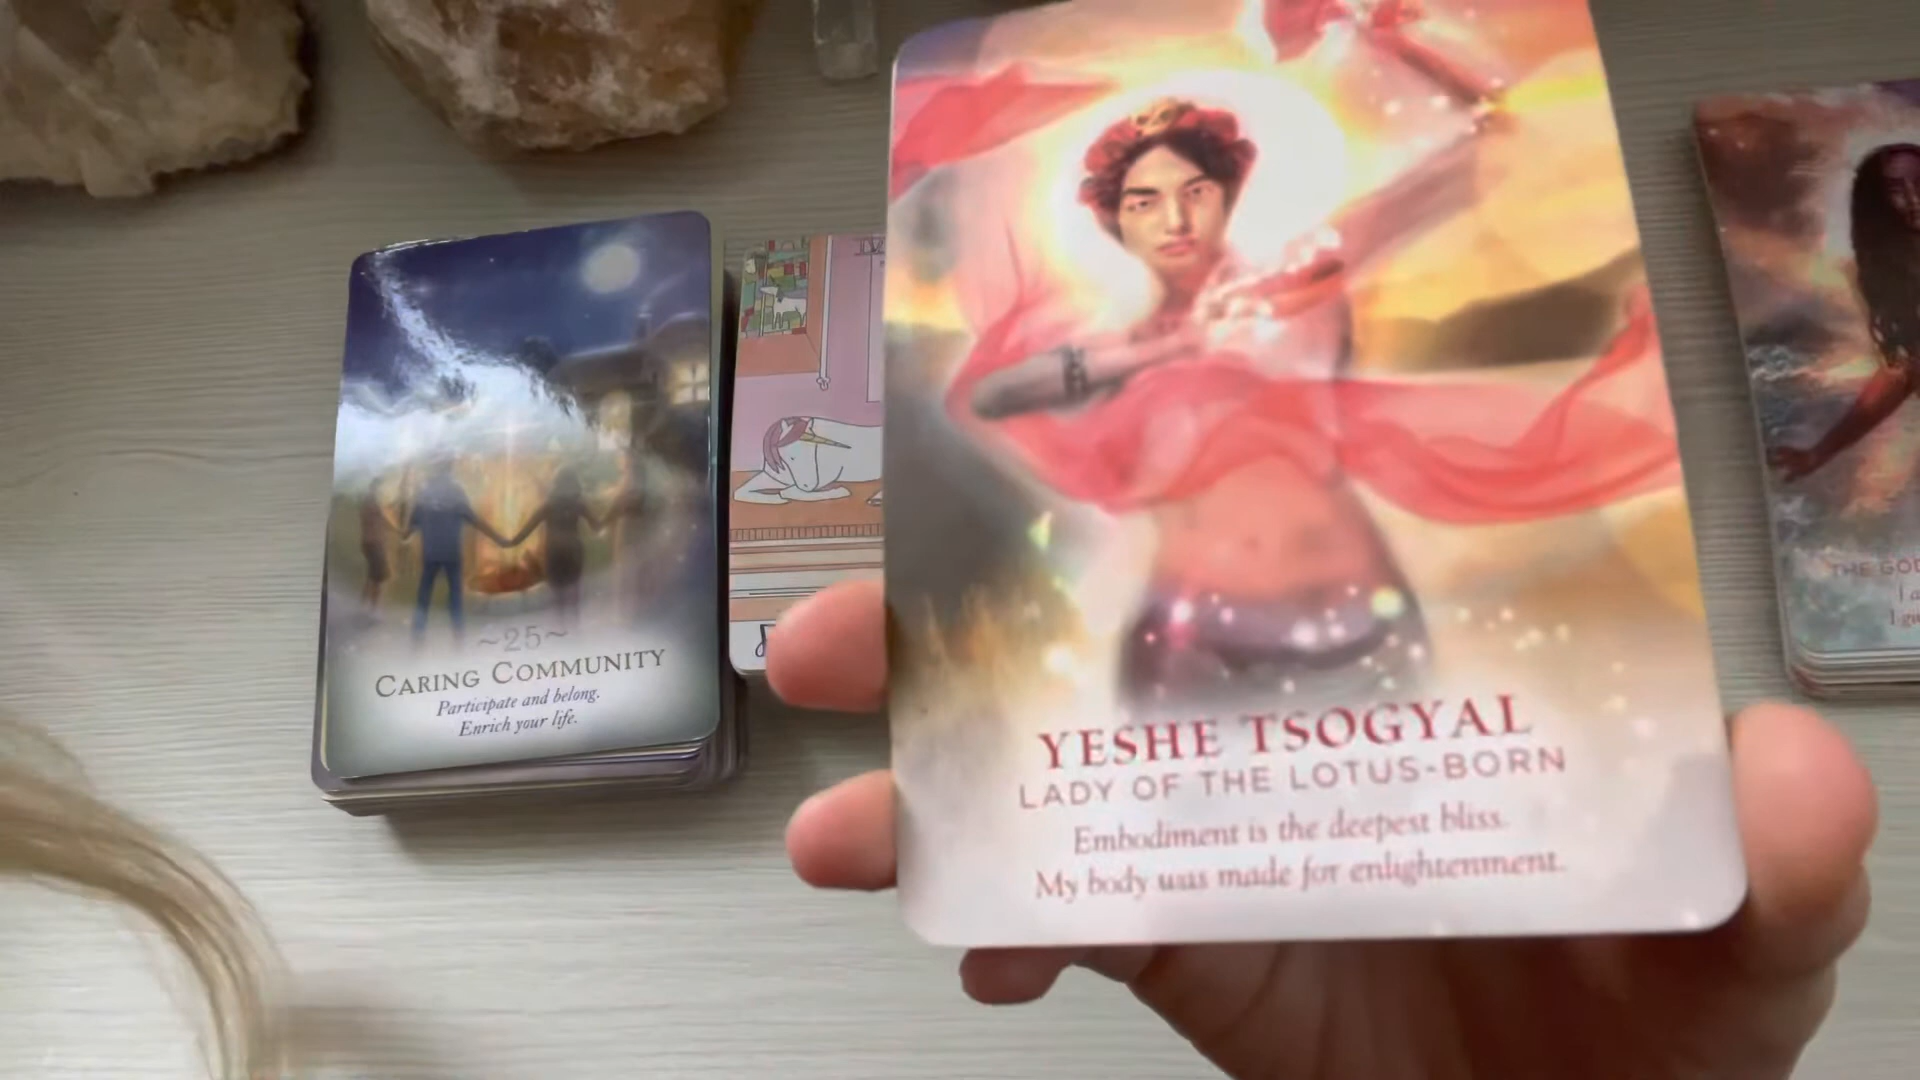 ~25~
CARING COMMUNITY
Participate and belong.
Enrich your life.
YESHE TSOGYAL
LADY OF THE LOTUS-BORN
Embodiment is the deepest bliss.
My body was made for enlightenment.
THE
I
I